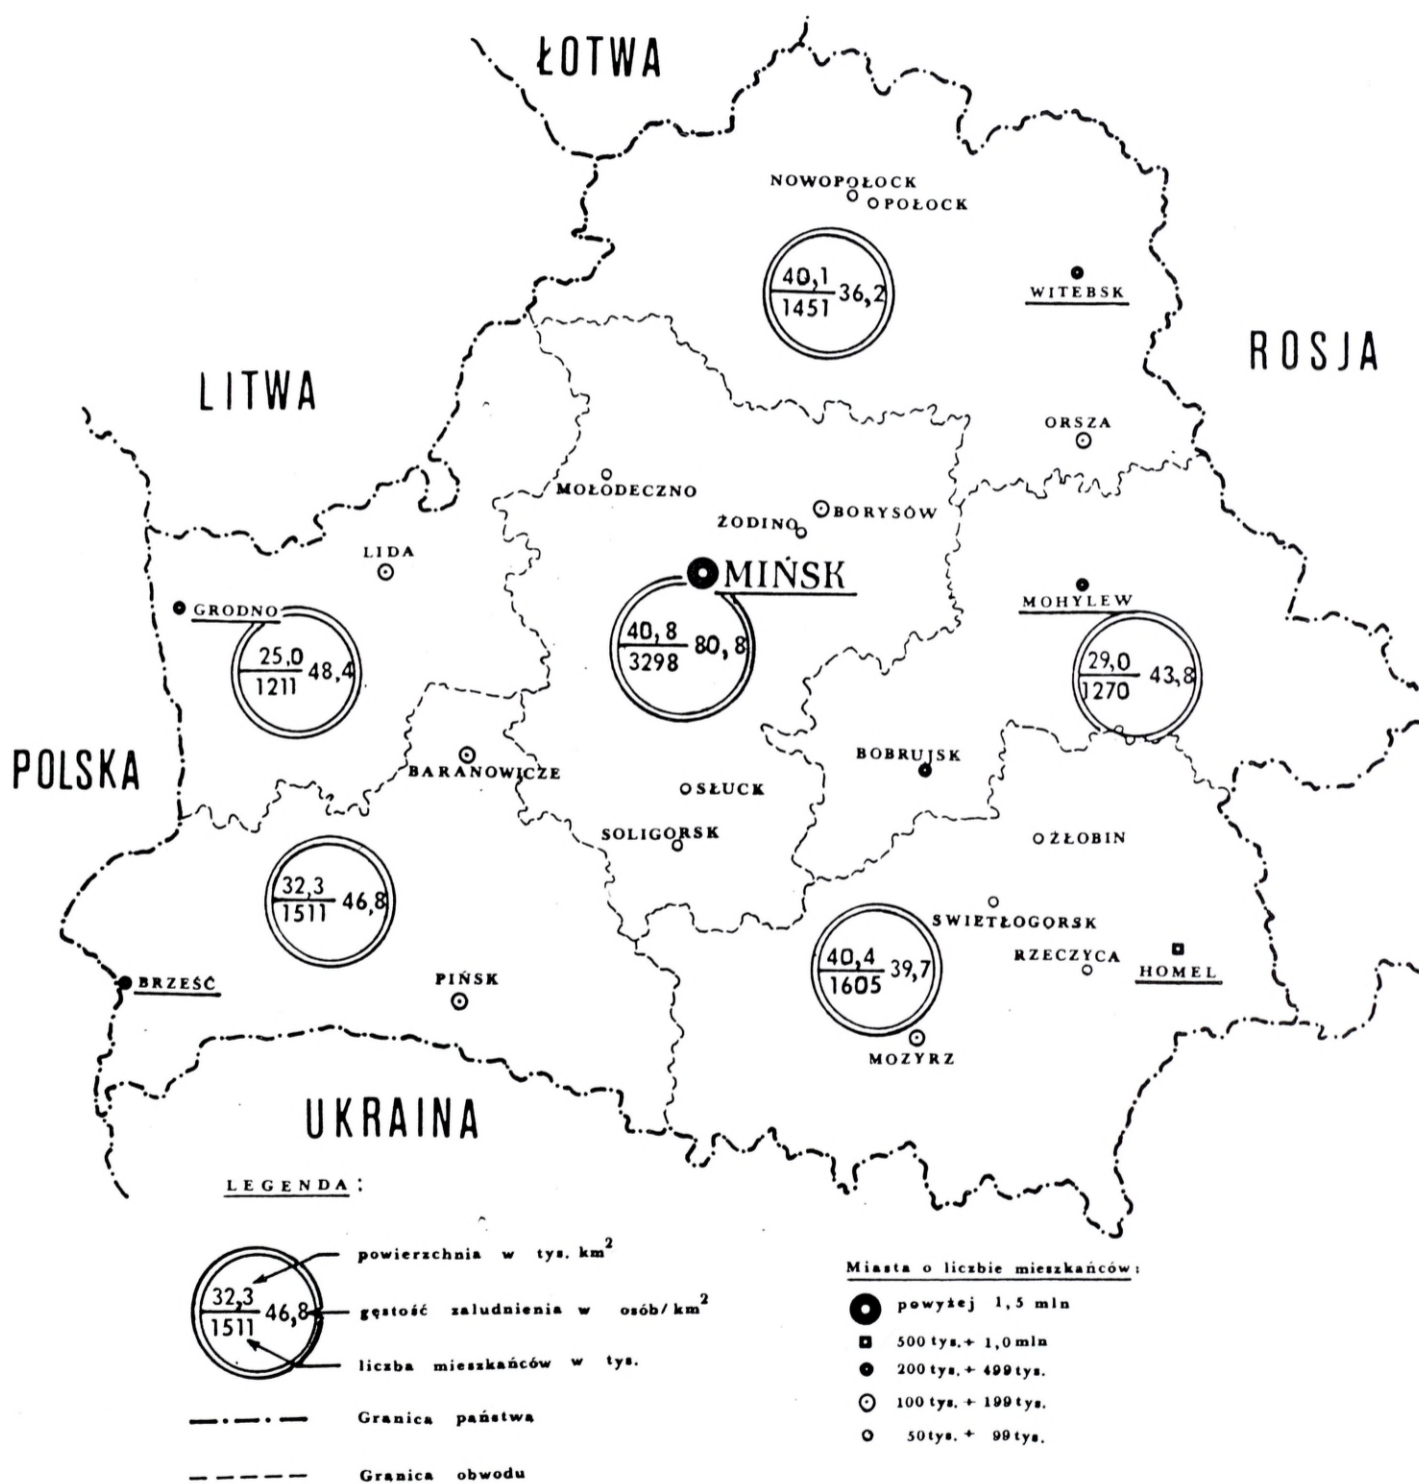 ŁOTWA
NOWOPOŁOCK
POŁOCK
40,1
36,2
1451
WITEBSK
ROSJA
LITWA
ORSZA
MOŁODECZNO
BORYSÓW
ŻODINO
LIDA
MIŃSK
GRODNO
MOHYLEW
40,8
80,8
3298
25,0
48,4
1211
29,0
43,8
1270
POLSKA
BARANOWICZE
BOBRUJSK
SŁUCK
SOLIGORSK
ŻŁOBIN
32,3
46,8
1511
SWIETŁOGORSK
40,4
39,7
1605
RZECZYCA
HOMEL
BRZEŚĆ
PIŃSK
MOZYRZ
UKRAINA
LEGENDA:
powierzchnia w tys. km²
32,3
46,8
1511
gęstość zaludnienia w osób/km²
liczba mieszkańców w tys.
Granica państwa
Granica obwodu
Miasta o liczbie mieszkańców:
powyżej 1,5 mln
500 tys. + 1,0 mln
200 tys. + 499 tys.
100 tys. + 199 tys.
50 tys. + 99 tys.